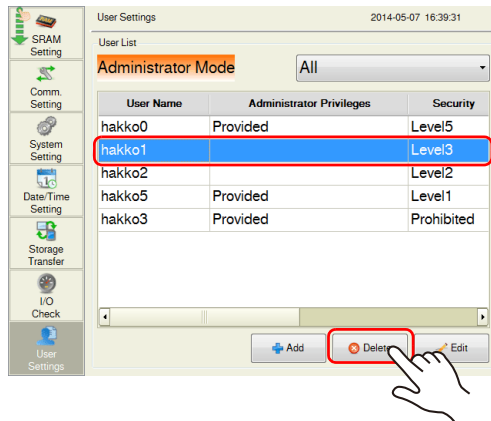 SRAM
Setting
Comm.
Setting
System
Setting
Date/Time
Setting
Storage
Transfer
I/O
Check
User
Settings
User Settings 2014-05-07 16:39:31
User List
Administrator Mode All
User Name Administrator Privileges Security
hakko0 Provided Level5
hakko1 Level3
hakko2 Level2
hakko5 Provided Level1
hakko3 Provided Prohibited
Add Delete Edit